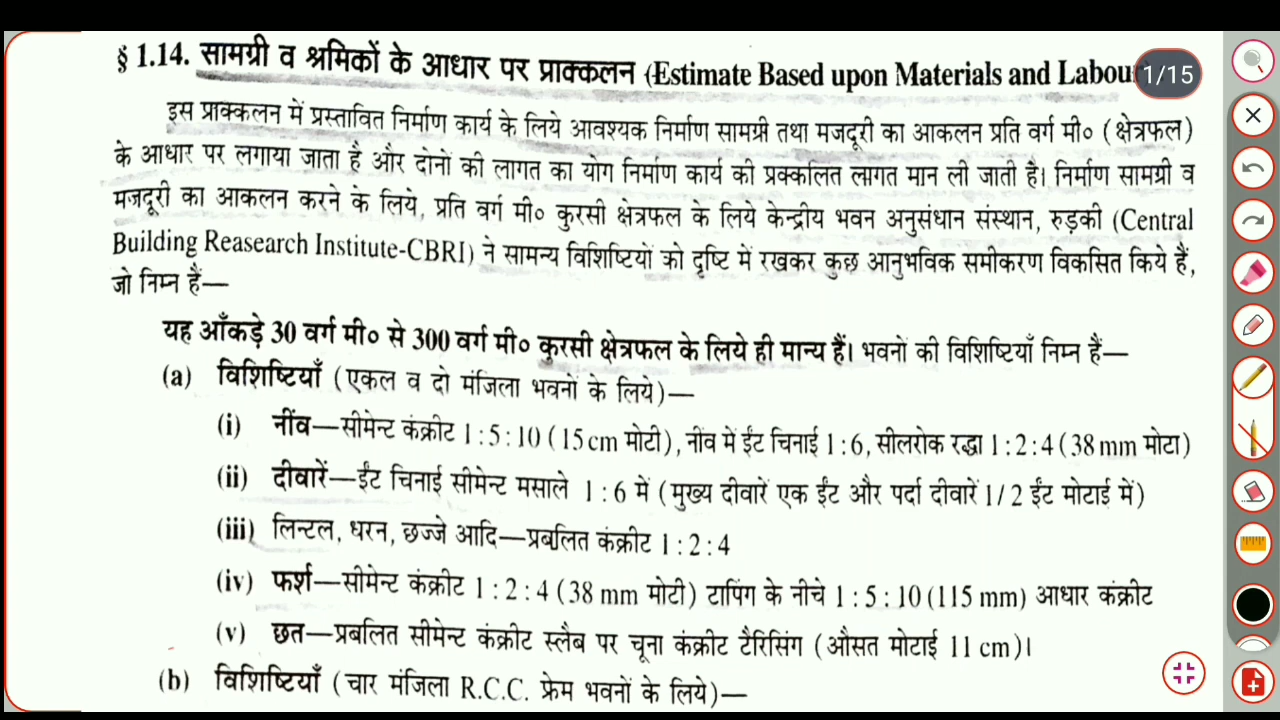 § 1.14. सामग्री व श्रमिकों के आधार पर प्राक्कलन (Estimate Based upon Materials and Labou
1/15
इस प्राक्कलन में प्रस्तावित निर्माण कार्य के लिये आवश्यक निर्माण सामग्री तथा मजदूरी का आकलन प्रति वर्ग मी० (क्षेत्रफल)
के आधार पर लगाया जाता है और दोनों की लागत का योग निर्माण कार्य की प्रक्कलित लागत मान ली जाती है। निर्माण सामग्री व
मजदूरी का आकलन करने के लिये, प्रति वर्ग मी० कुरसी क्षेत्रफल के लिये केन्द्रीय भवन अनुसंधान संस्थान, रुड़की (Central
Building Reasearch Institute-CBRI) ने सामन्य विशिष्टियों को दृष्टि में रखकर कुछ आनुभविक समीकरण विकसित किये हैं,
जो निम्न हैं—
यह आँकड़े 30 वर्ग मी० से 300 वर्ग मी० कुरसी क्षेत्रफल के लिये ही मान्य हैं। भवनों की विशिष्टियाँ निम्न हैं—
(a) विशिष्टियाँ (एकल व दो मंजिला भवनों के लिये)—
(i) नींव—सीमेन्ट कंक्रीट 1 : 5 : 10 (15 cm मोटी), नींव में ईंट चिनाई 1 : 6, सीलरोक रद्धा 1 : 2 : 4 (38 mm मोटा)
(ii) दीवारें—ईंट चिनाई सीमेन्ट मसाले 1 : 6 में (मुख्य दीवारें एक ईंट और पर्दा दीवारें 1/2 ईंट मोटाई में)
(iii) लिन्टल, धरन, छज्जे आदि—प्रबलित कंक्रीट 1 : 2 : 4
(iv) फर्श—सीमेन्ट कंक्रीट 1 : 2 : 4 (38 mm मोटी) टापिंग के नीचे 1 : 5 : 10 (115 mm) आधार कंक्रीट
(v) छत—प्रबलित सीमेन्ट कंक्रीट स्लैब पर चूना कंक्रीट टैरिसिंग (औसत मोटाई 11 cm)।
(b) विशिष्टियाँ (चार मंजिला R.C.C. फ्रेम भवनों के लिये)—